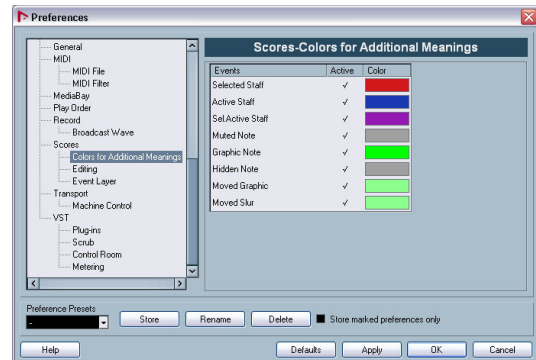 Preferences
General
MIDI
MIDI File
MIDI Filter
MediaBay
Play Order
Record
Broadcast Wave
Scores
Colors for Additional Meanings
Editing
Event Layer
Transport
Machine Control
VST
Plug-ins
Scrub
Control Room
Metering
Scores-Colors for Additional Meanings
Events Active Color
Selected Staff ✓
Active Staff ✓
Sel.Active Staff ✓
Muted Note ✓
Graphic Note ✓
Hidden Note ✓
Moved Graphic ✓
Moved Slur ✓
Preference Presets
- Store Rename Delete Store marked preferences only
Help Defaults Apply OK Cancel